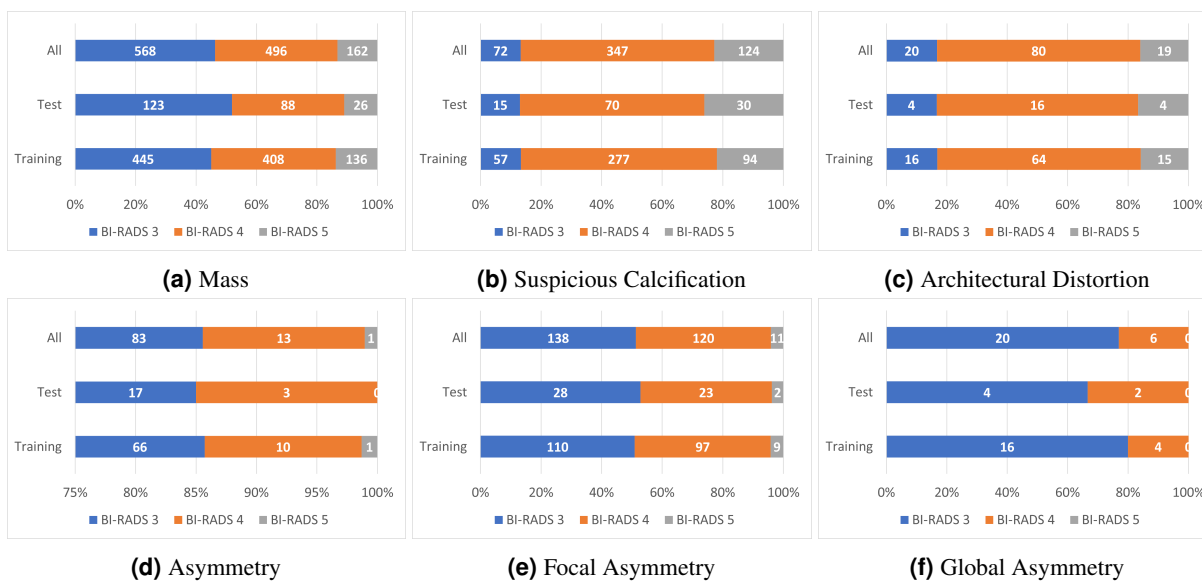 All 568 496 162
Test 123 88 26
Training 445 408 136
0% 20% 40% 60% 80% 100%
BI-RADS 3 BI-RADS 4 BI-RADS 5
(a) Mass
All 72 347 124
Test 15 70 30
Training 57 277 94
0% 20% 40% 60% 80% 100%
BI-RADS 3 BI-RADS 4 BI-RADS 5
(b) Suspicious Calcification
All 20 80 19
Test 4 16 4
Training 16 64 15
0% 20% 40% 60% 80% 100%
BI-RADS 3 BI-RADS 4 BI-RADS 5
(c) Architectural Distortion
All 83 13 1
Test 17 3 0
Training 66 10 1
75% 80% 85% 90% 95% 100%
BI-RADS 3 BI-RADS 4 BI-RADS 5
(d) Asymmetry
All 138 120 11
Test 28 23 2
Training 110 97 9
0% 20% 40% 60% 80% 100%
BI-RADS 3 BI-RADS 4 BI-RADS 5
(e) Focal Asymmetry
All 20 6 0
Test 4 2 0
Training 16 4 0
0% 20% 40% 60% 80% 100%
BI-RADS 3 BI-RADS 4 BI-RADS 5
(f) Global Asymmetry